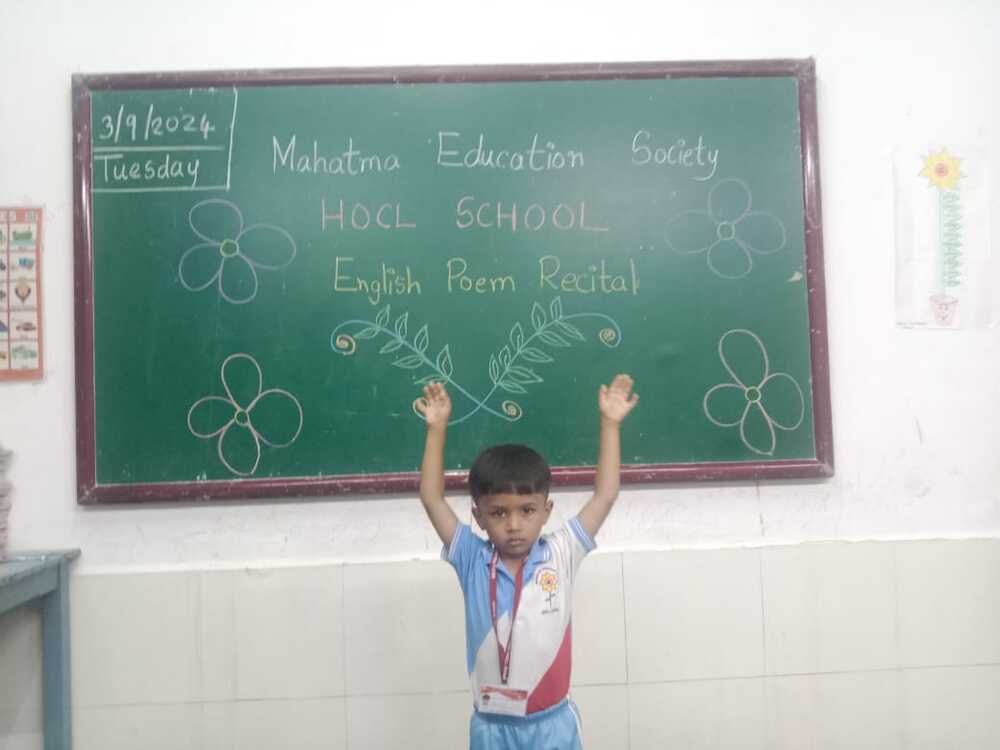 3/9/2024
Tuesday
Mahatma Education Society
HOCL SCHOOL
English Poem Recital